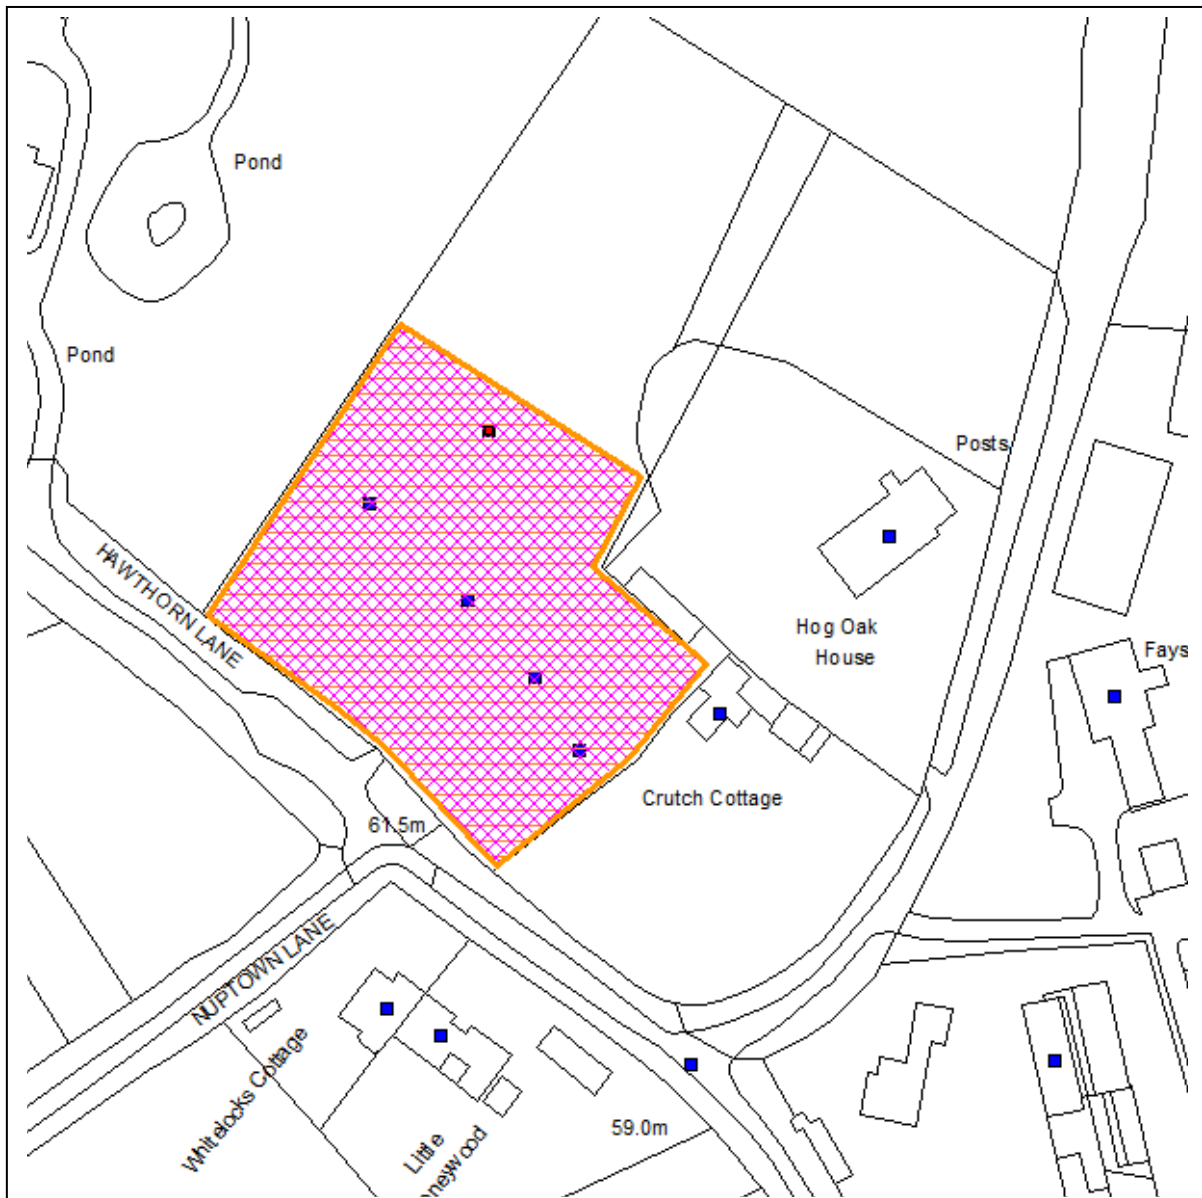 Pond
Pond
Posts
HAWTHORN LANE
Hog Oak
House
Fays
Crutch Cottage
61.5m
NUPTOWN LANE
Whitelocks Cottage
Little
oneywood
59.0m